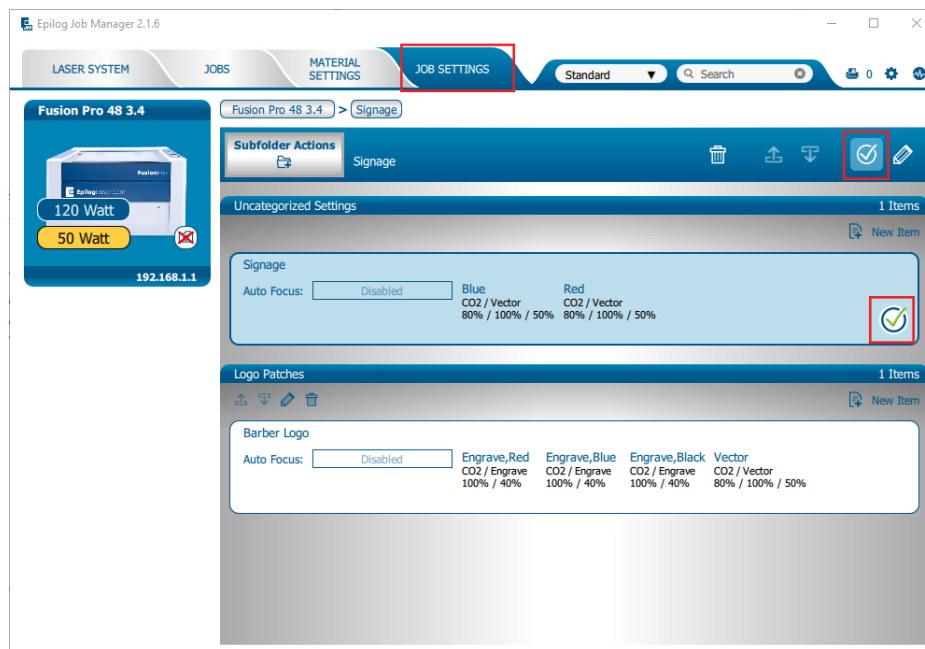 Epilog Job Manager 2.1.6
LASER SYSTEM
JOBS
MATERIAL
SETTINGS
JOB SETTINGS
Standard
Search
0
Fusion Pro 48 3.4
FusionPro
120 Watt
50 Watt
192.168.1.1
Fusion Pro 48 3.4 > Signage
Subfolder Actions
Signage
Uncategorized Settings 1 Items
New Item
Signage
Auto Focus: Disabled
Blue Red
CO2 / Vector CO2 / Vector
80% / 100% / 50% 80% / 100% / 50%
Logo Patches 1 Items
New Item
Barber Logo
Auto Focus: Disabled
Engrave,Red Engrave,Blue Engrave,Black Vector
CO2 / Engrave CO2 / Engrave CO2 / Engrave CO2 / Vector
100% / 40% 100% / 40% 100% / 40% 80% / 100% / 50%